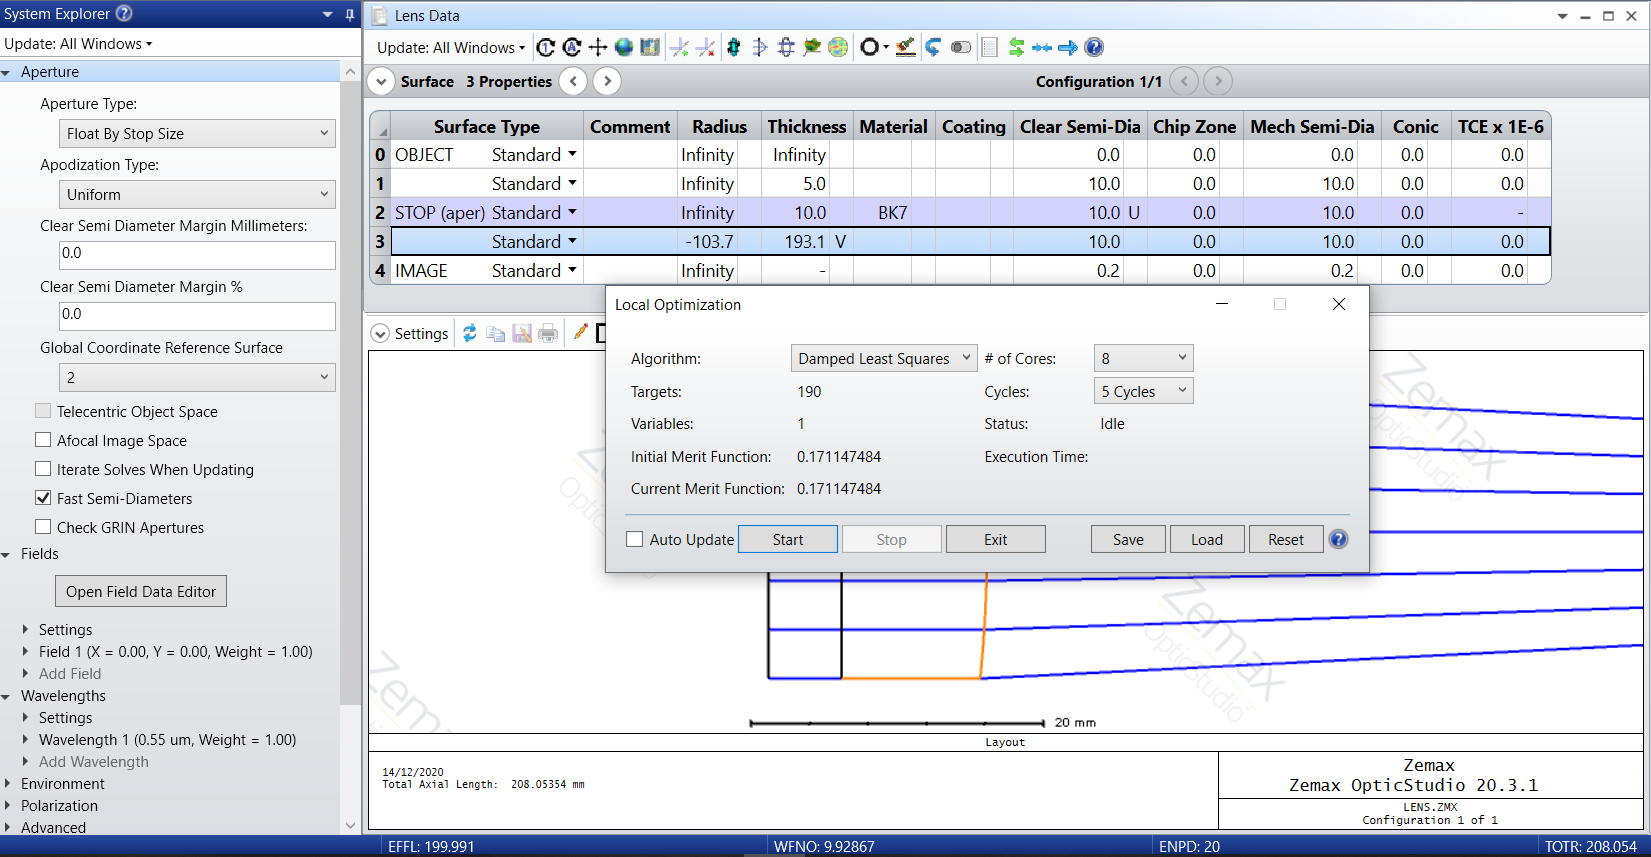 System Explorer ?
Update: All Windows
Aperture
Aperture Type:
Float By Stop Size
Apodization Type:
Uniform
Clear Semi Diameter Margin Millimeters:
0.0
Clear Semi Diameter Margin %
0.0
Global Coordinate Reference Surface
2
Telecentric Object Space
Afocal Image Space
Iterate Solves When Updating
Fast Semi-Diameters
Check GRIN Apertures
Fields
Open Field Data Editor
Settings
Field 1 (X = 0.00, Y = 0.00, Weight = 1.00)
Add Field
Wavelengths
Settings
Wavelength 1 (0.55 um, Weight = 1.00)
Add Wavelength
Environment
Polarization
Advanced
Lens Data
Update: All Windows
Surface 3 Properties
Configuration 1/1
Surface Type Comment Radius Thickness Material Coating Clear Semi-Dia Chip Zone Mech Semi-Dia Conic TCE x 1E-6
0 OBJECT Standard Infinity Infinity 0.0 0.0 0.0 0.0 0.0
1 Standard Infinity 5.0 10.0 0.0 10.0 0.0 0.0
2 STOP (aper) Standard Infinity 10.0 BK7 10.0 U 0.0 10.0 0.0 -
3 Standard -103.7 193.1 V 10.0 0.0 10.0 0.0 0.0
4 IMAGE Standard Infinity - 0.2 0.0 0.2 0.0 0.0
Settings
Local Optimization
Algorithm: Damped Least Squares # of Cores: 8
Targets: 190 Cycles: 5 Cycles
Variables: 1 Status: Idle
Initial Merit Function: 0.171147484 Execution Time:
Current Merit Function: 0.171147484
Auto Update Start Stop Exit Save Load Reset ?
Zemax
OpticStudio
Zemax
OpticStudio
20 mm
Layout
14/12/2020
Total Axial Length: 208.05354 mm
Zemax
Zemax OpticStudio 20.3.1
LENS.ZMX
Configuration 1 of 1
EFFL: 199.991 WFNO: 9.92867 ENPD: 20 TOTR: 208.054